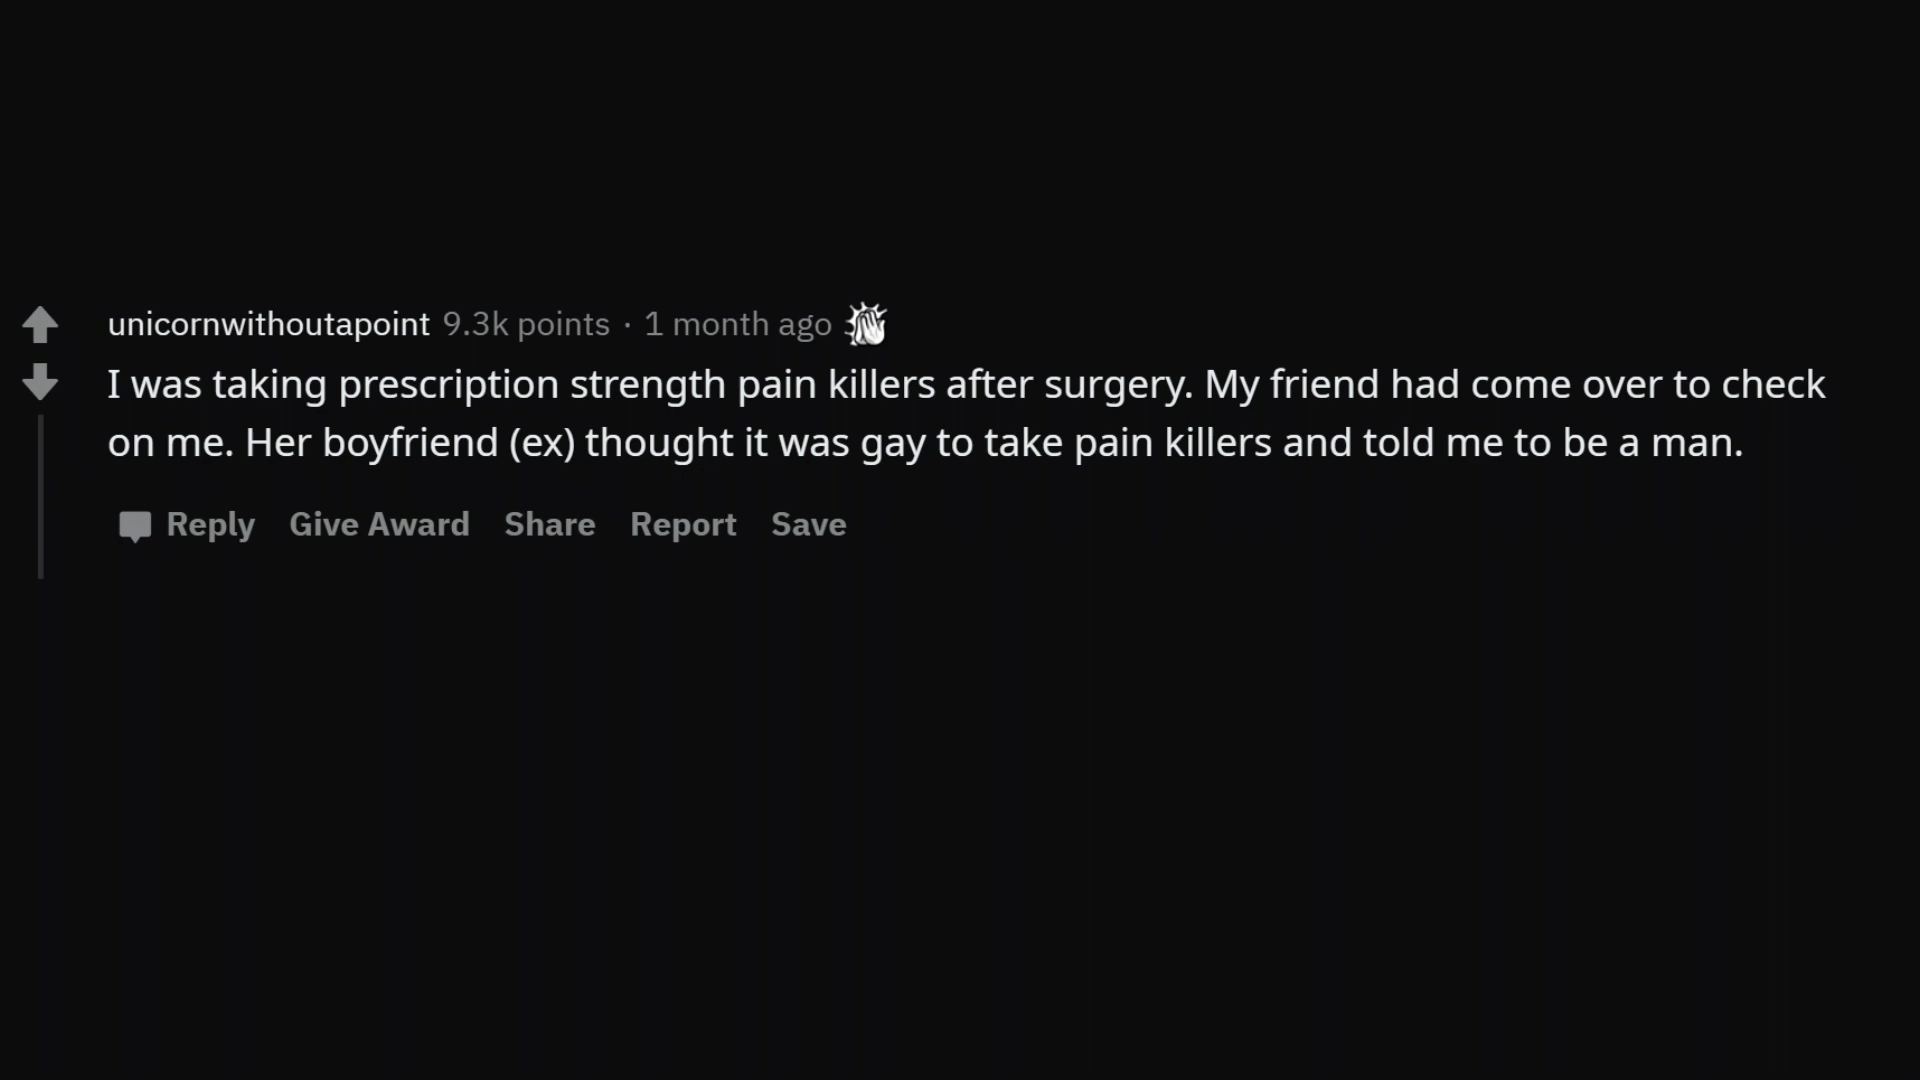 unicornwithoutapoint 9.3k points · 1 month ago
I was taking prescription strength pain killers after surgery. My friend had come over to check
on me. Her boyfriend (ex) thought it was gay to take pain killers and told me to be a man.
Reply Give Award Share Report Save